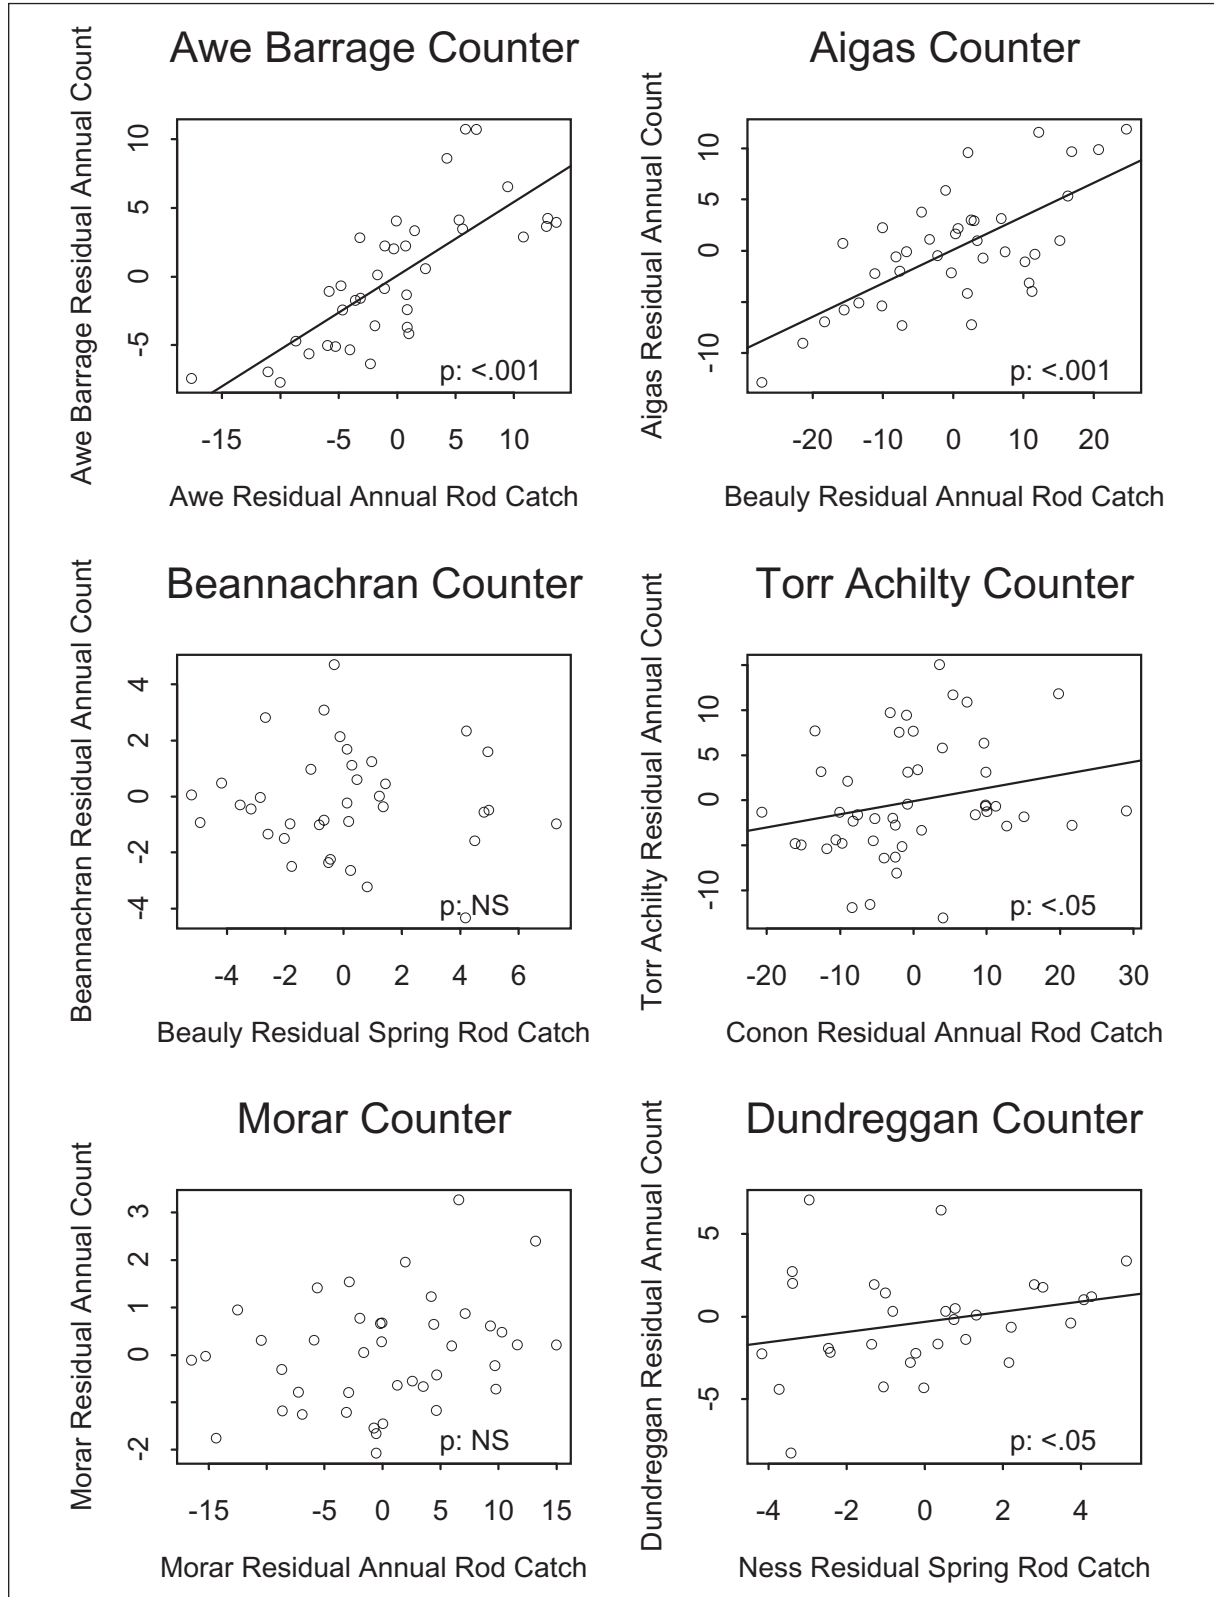 Awe Barrage Counter
Awe Barrage Residual Annual Count
10
5
0
-5
p: <.001
-15
-5
0
5
10
Awe Residual Annual Rod Catch
Aigas Counter
Aigas Residual Annual Count
10
5
0
-10
p: <.001
-20
-10
0
10
20
Beauly Residual Annual Rod Catch
Beannachran Counter
Beannachran Residual Annual Count
4
2
0
-2
-4
p: NS
-4
-2
0
2
4
6
Beauly Residual Spring Rod Catch
Torr Achilty Counter
Torr Achilty Residual Annual Count
10
5
0
-10
p: <.05
-20
-10
0
10
20
30
Conon Residual Annual Rod Catch
Morar Counter
Morar Residual Annual Count
3
2
1
0
-2
p: NS
-15
-5
0
5
10
15
Morar Residual Annual Rod Catch
Dundreggan Counter
Dundreggan Residual Annual Count
5
0
-5
p: <.05
-4
-2
0
2
4
Ness Residual Spring Rod Catch